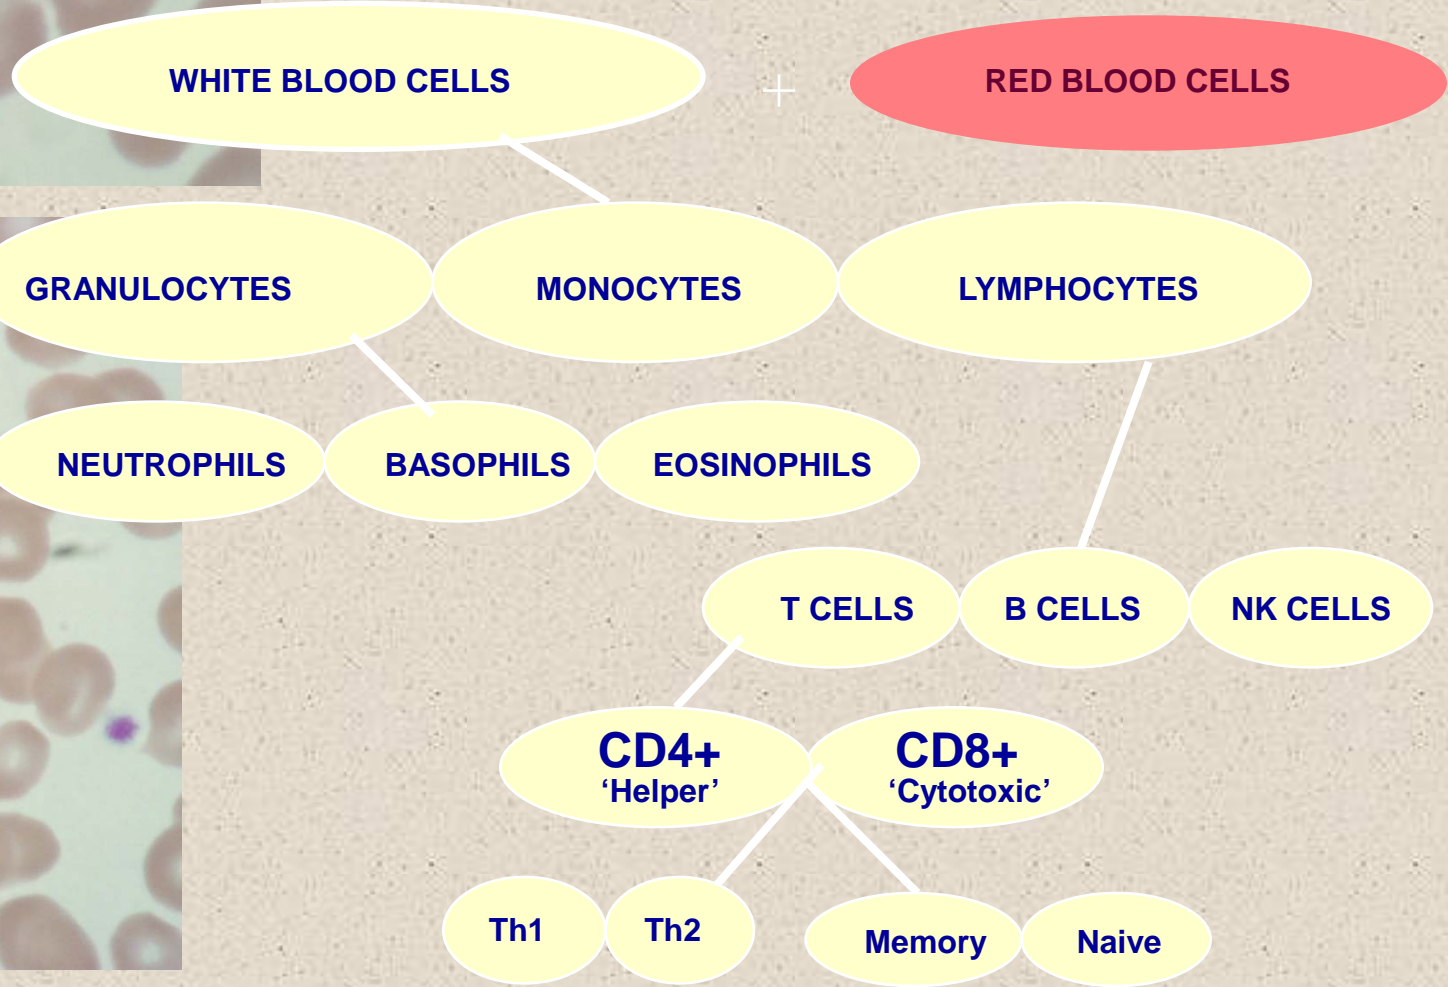 WHITE BLOOD CELLS
+
RED BLOOD CELLS
GRANULOCYTES
MONOCYTES
LYMPHOCYTES
NEUTROPHILS
BASOPHILS
EOSINOPHILS
T CELLS
B CELLS
NK CELLS
CD4+
‘Helper’
CD8+
‘Cytotoxic’
Th1
Th2
Memory
Naive